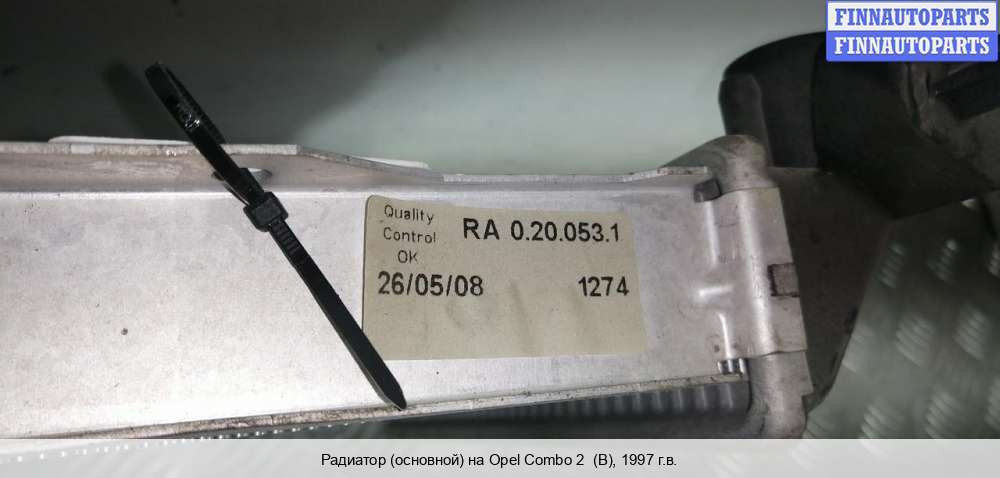 FINNAUTOPARTS
FINNAUTOPARTS
Quality
Control
OK
RA 0.20.053.1
26/05/08 1274
Радиатор (основной) на Opel Combo 2 (B), 1997 г.в.